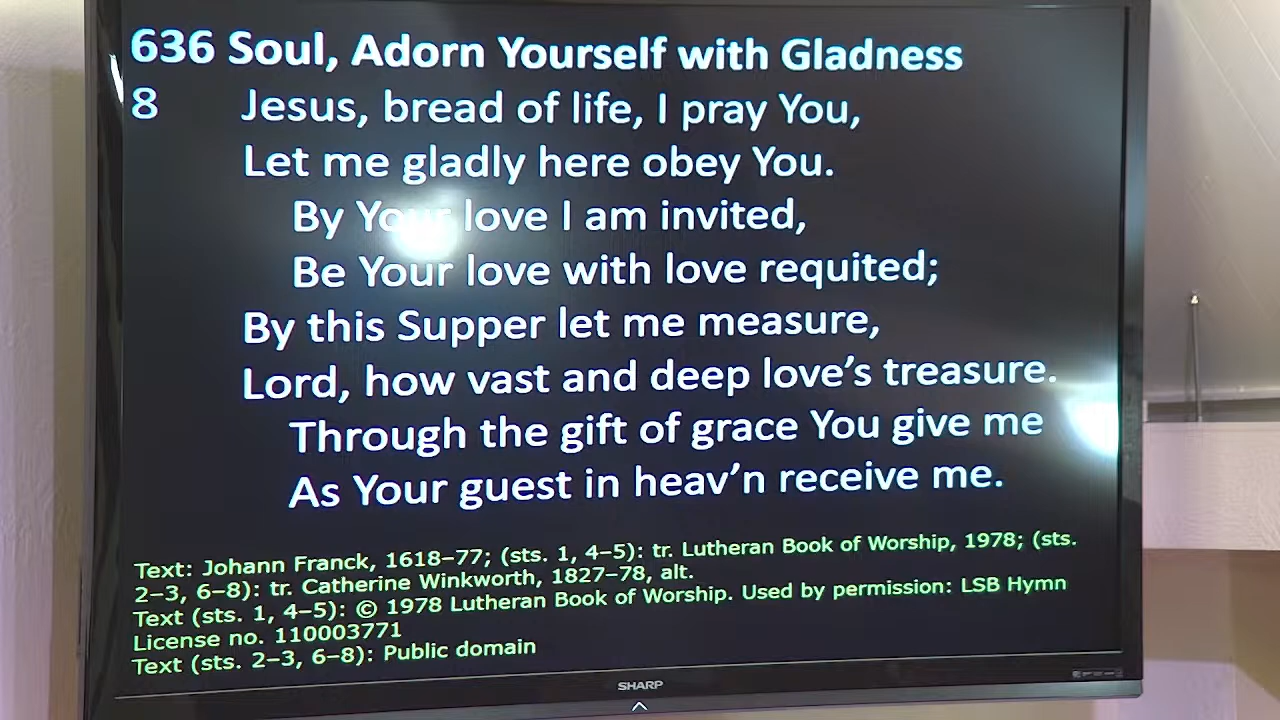 636 Soul, Adorn Yourself with Gladness
8 Jesus, bread of life, I pray You,
Let me gladly here obey You.
By Your love I am invited,
Be Your love with love requited;
By this Supper let me measure,
Lord, how vast and deep love’s treasure.
Through the gift of grace You give me
As Your guest in heav’n receive me.
Text: Johann Franck, 1618–77; (sts. 1, 4–5): tr. Lutheran Book of Worship, 1978; (sts.
2–3, 6–8): tr. Catherine Winkworth, 1827–78, alt.
Text (sts. 1, 4–5): © 1978 Lutheran Book of Worship. Used by permission: LSB Hymn
License no. 110003771
Text (sts. 2–3, 6–8): Public domain
SHARP